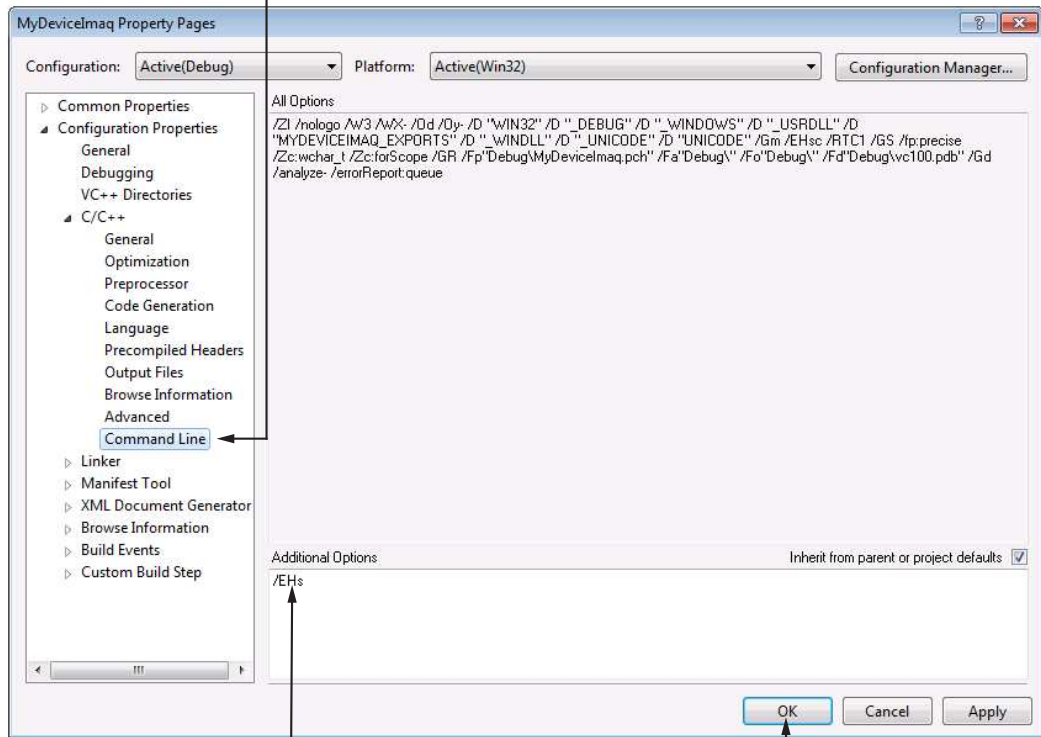 MyDeviceImaq Property Pages
Configuration: Active(Debug) Platform: Active(Win32) Configuration Manager...
Common Properties
Configuration Properties
General
Debugging
VC++ Directories
C/C++
General
Optimization
Preprocessor
Code Generation
Language
Precompiled Headers
Output Files
Browse Information
Advanced
Command Line
Linker
Manifest Tool
XML Document Generator
Browse Information
Build Events
Custom Build Step
All Options
/ZI /nologo /W3 /WX- /Od /Oy- /D "WIN32" /D "_DEBUG" /D "_WINDOWS" /D "_USRDLL" /D
"MYDEVICEIMAQ_EXPORTS" /D "_WINDLL" /D "_UNICODE" /D "UNICODE" /Gm /EHsc /RTC1 /GS /fp:precise
/Zc:wchar_t /Zc:forScope /GR /Fp"Debug\MyDeviceImaq.pch" /Fa"Debug\" /Fo"Debug\" /Fd"Debug\vc100.pdb" /Gd
/analyze- /errorReport:queue
Additional Options Inherit from parent or project defaults
/EHs
OK Cancel Apply